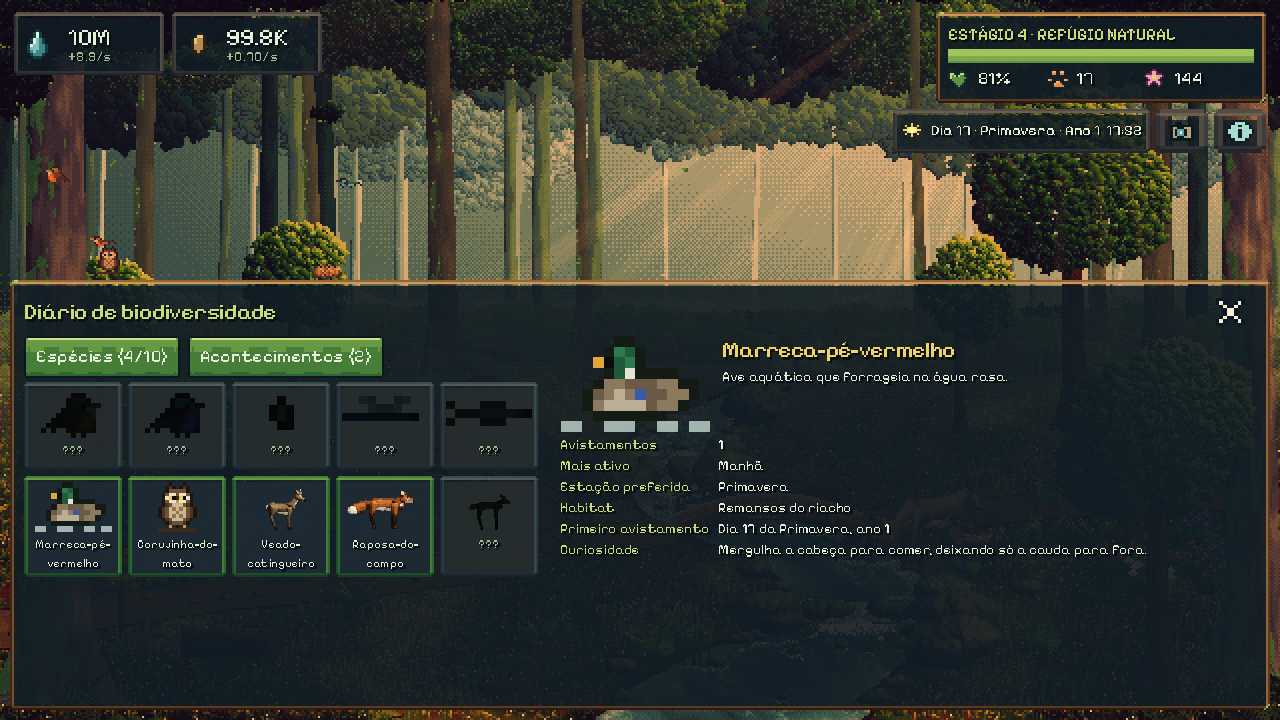 10M
+8.9/s
99.8K
+0.70/s
ESTÁGIO 4 · REFÚGIO NATURAL
81%
17
144
Dia 17 · Primavera · Ano 1
Diário de biodiversidade
Espécies (4/10)
Acontecimentos (2)
???
???
???
???
???
Marreca-pé-
vermelho
Corujinha-do-
mato
Veado-
catingueiro
Raposa-do-
campo
???
Marreca-pé-vermelho
Ave aquática que forrageia na água rasa.
Avistamentos 1
Mais ativo Manhã
Estação preferida Primavera
Habitat Remansos do riacho
Primeiro avistamento Dia 17 da Primavera, ano 1
Curiosidade Mergulha a cabeça para comer, deixando só a cauda para fora.